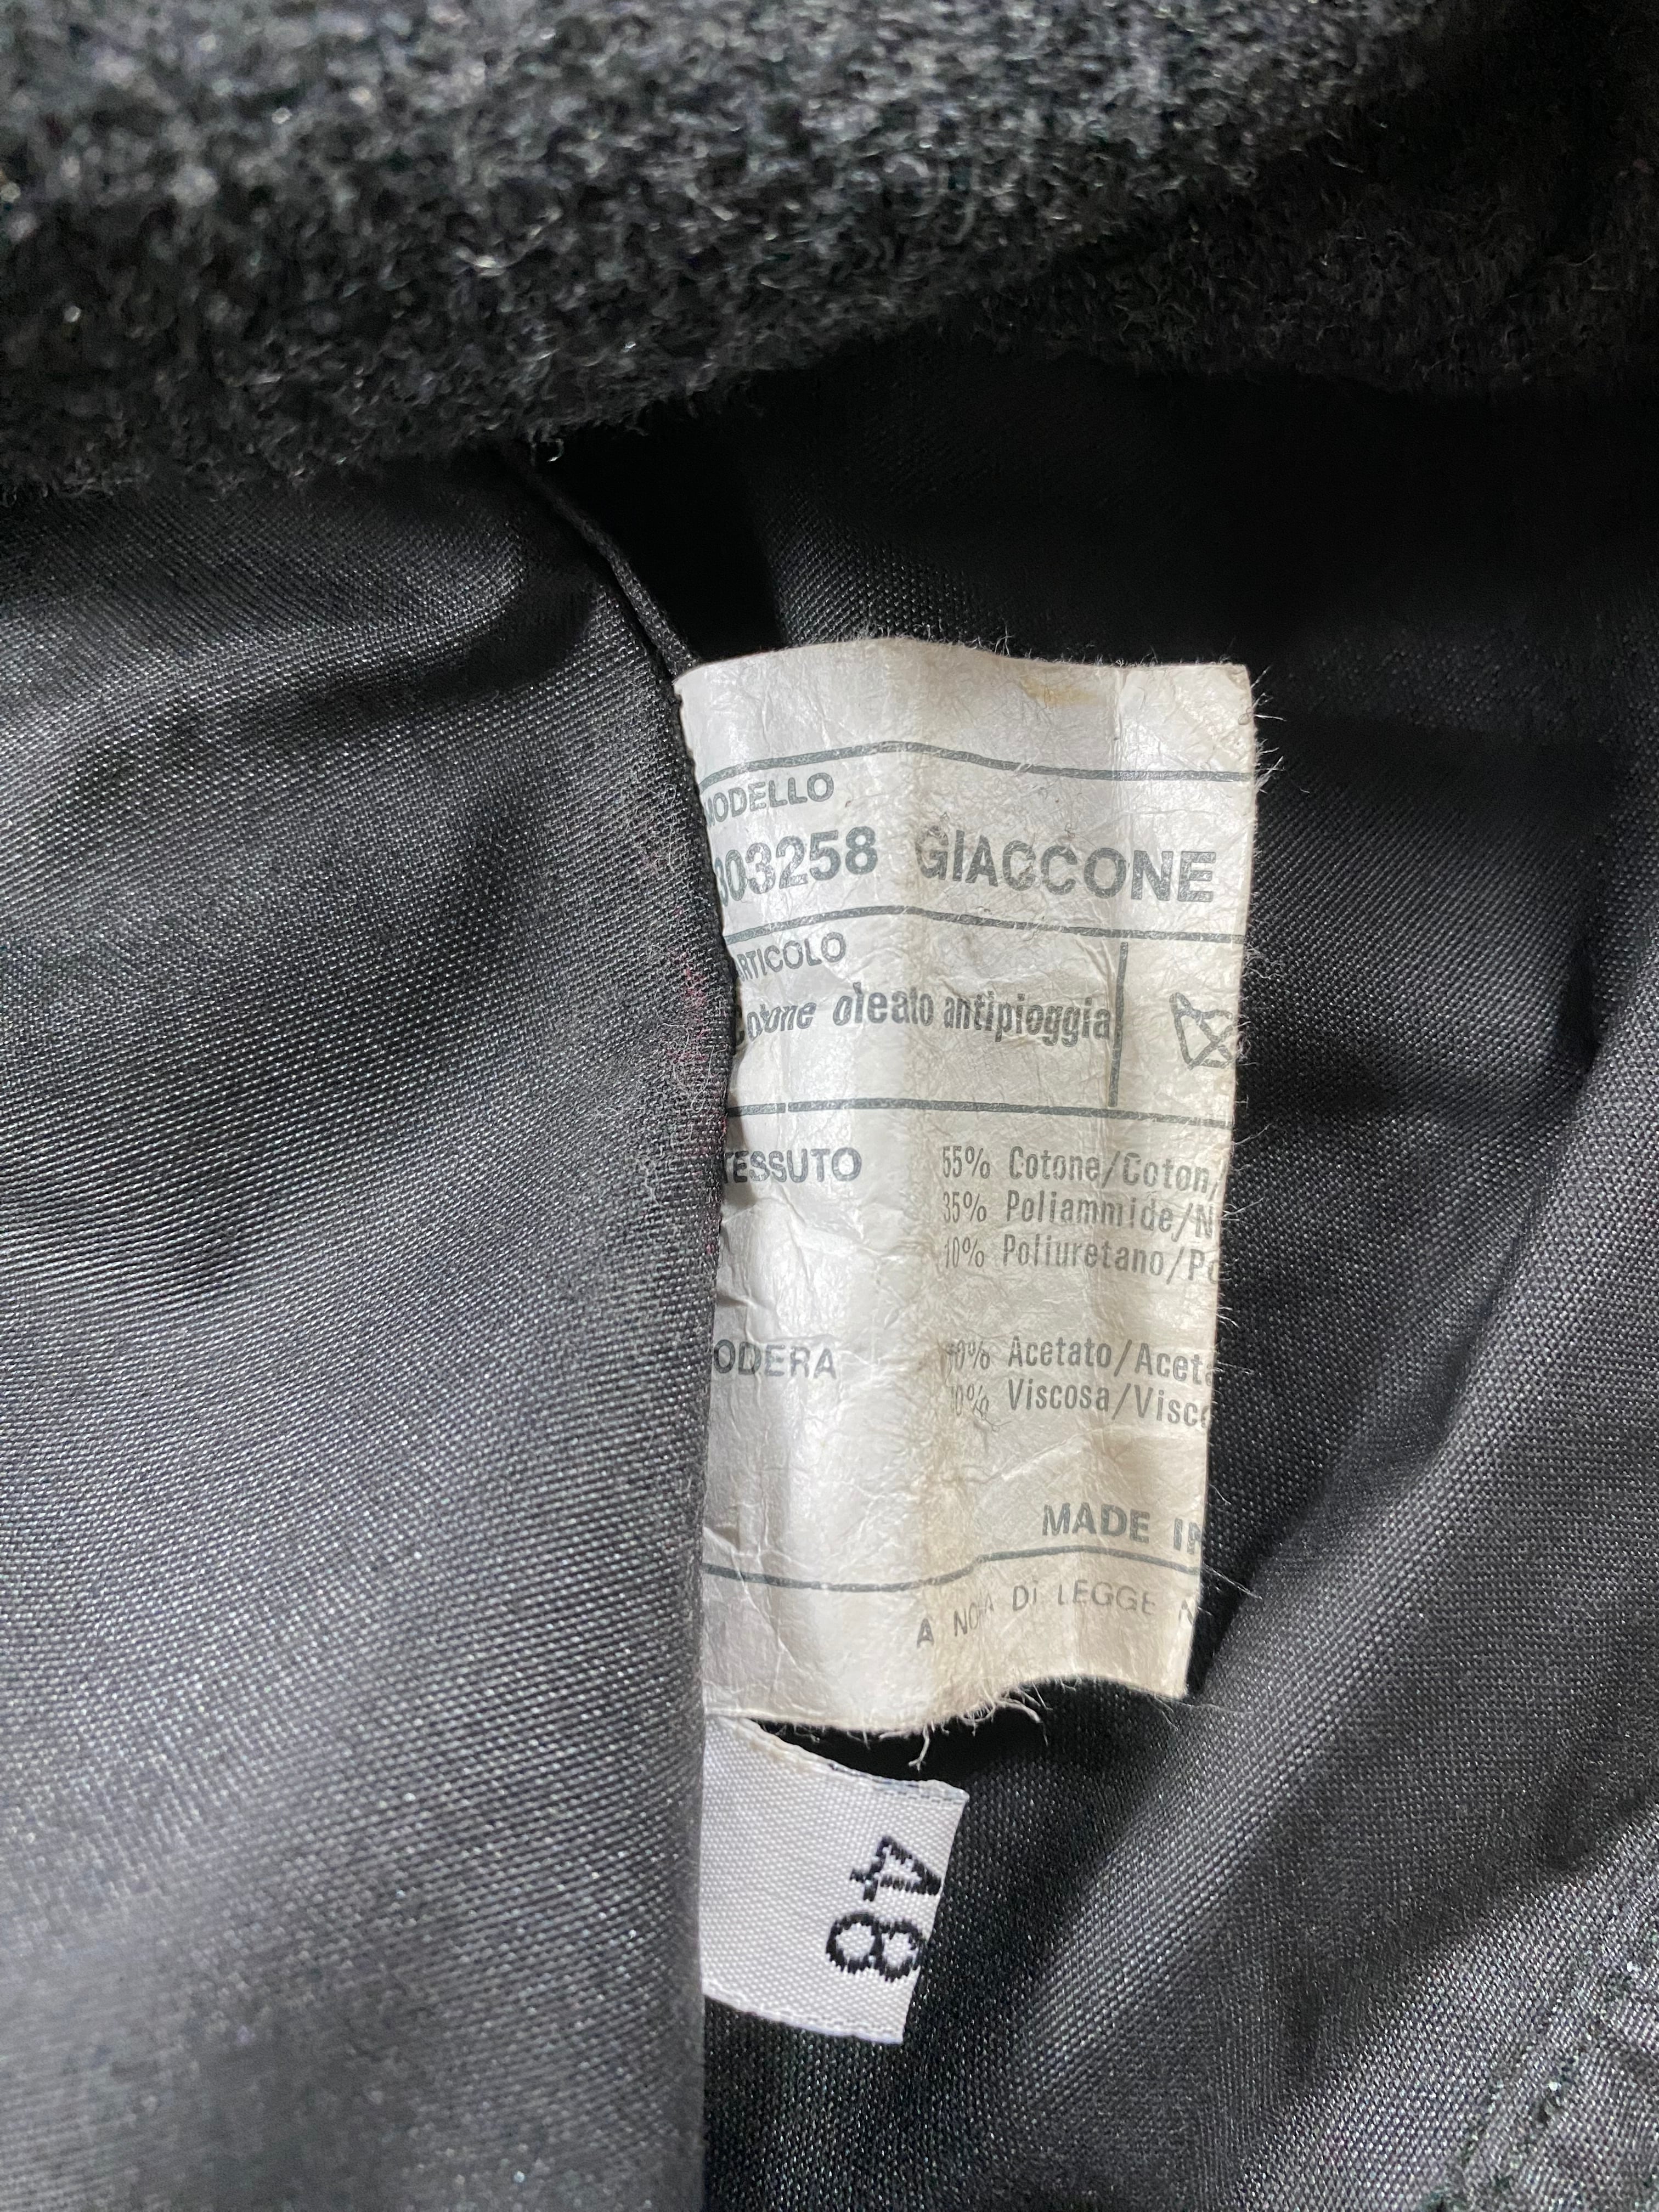 MODELLO
303258 GIACCONE
ARTICOLO
Cotone oleato antipioggia
TESSUTO 55% Cotone/Coton/
35% Poliammide/N
10% Poliuretano/Po
FODERA Acetato/Aceta
Viscosa/Visco
MADE IN
A NORMA DI LEGGE N
48